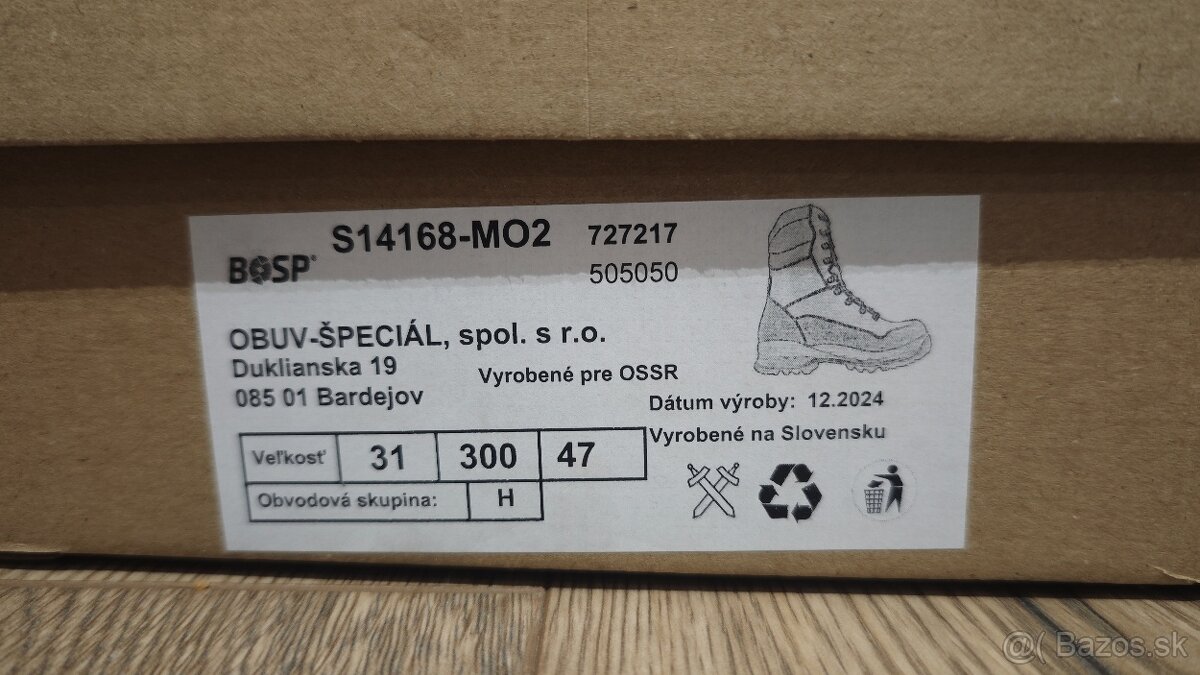 S14168-MO2 727217
BOSP®
505050
OBUV-ŠPECIÁL, spol. s r.o.
Duklianska 19
085 01 Bardejov
Vyrobené pre OSSR
Dátum výroby: 12.2024
Vyrobené na Slovensku
Veľkosť 31 300 47
Obvodová skupina: H
@( Bazos.sk